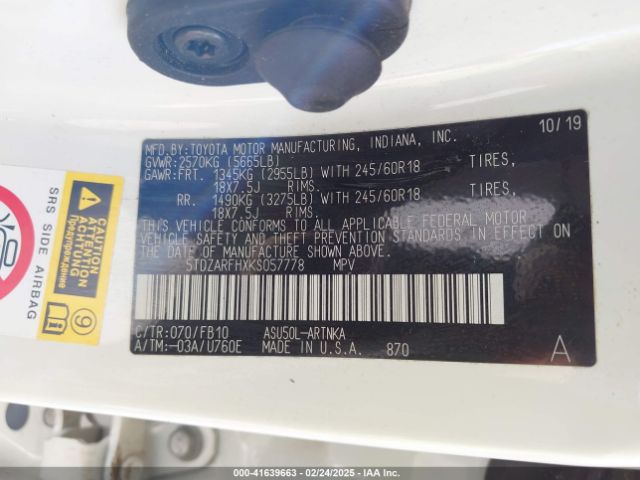 MFD.BY:TOYOTA MOTOR MANUFACTURING, INDIANA, INC. 10/19
GVWR:2570KG (5665LB)
GAWR:FRT. 1345KG (2955LB) WITH 245/60R18 TIRES,
18X7.5J RIMS.
RR. 1490KG (3275LB) WITH 245/60R18 TIRES,
18X7.5J RIMS.
THIS VEHICLE CONFORMS TO ALL APPLICABLE FEDERAL MOTOR
VEHICLE SAFETY AND THEFT PREVENTION STANDARDS IN EFFECT ON
THE DATE OF MANUFACTURE SHOWN ABOVE.
5TDZARFHXKS057778 MPV
C/TR:070/FB10 ASU50L-ARTNKA
A/TM:-03A/U760E MADE IN U.S.A. 870 A
CAUTION
ATTENTION
Предупреждение
9
SIDE AIRBAG
000-41639663 - 02/24/2025 - IAA Inc.